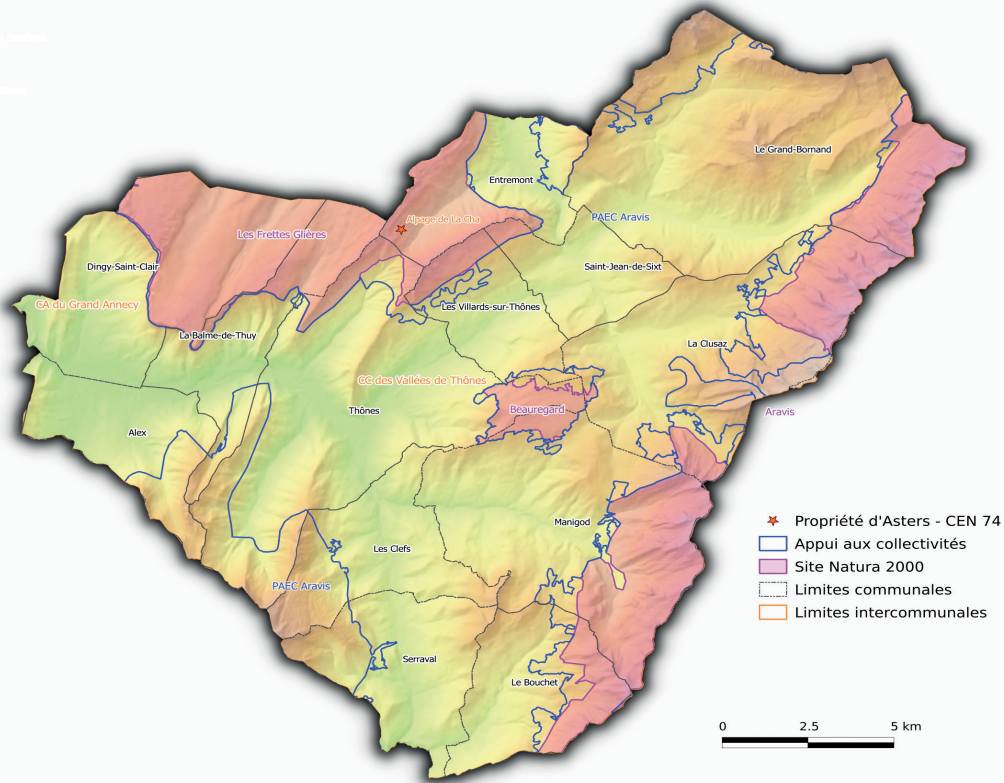 Le Grand-Bornand
Entremont
Alpage de La Cha
PAEC Aravis
Les Frettes Glières
Dingy-Saint-Clair
Saint-Jean-de-Sixt
CA du Grand Annecy
Les Villards-sur-Thônes
La Balme-de-Thuy
La Clusaz
CC des Vallées de Thônes
Thônes
Beauregard
Aravis
Alex
Manigod
Les Clefs
PAEC Aravis
Serraval
Le Bouchet
Propriété d'Asters - CEN 74
Appui aux collectivités
Site Natura 2000
Limites communales
Limites intercommunales
0 2.5 5 km